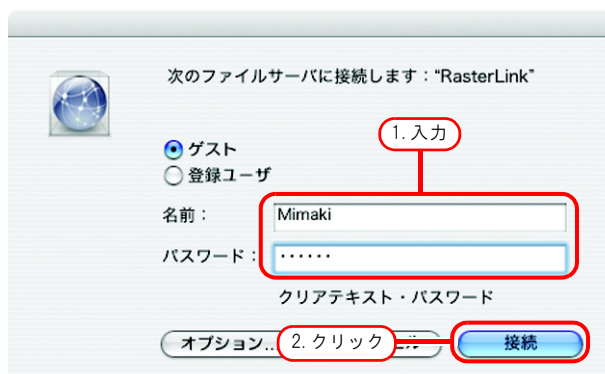 次のファイルサーバに接続します："RasterLink"
1. 入力
ゲスト
登録ユーザ
名前：
Mimaki
パスワード：
······
クリアテキスト・パスワード
オプション...
2. クリック
ル
接続